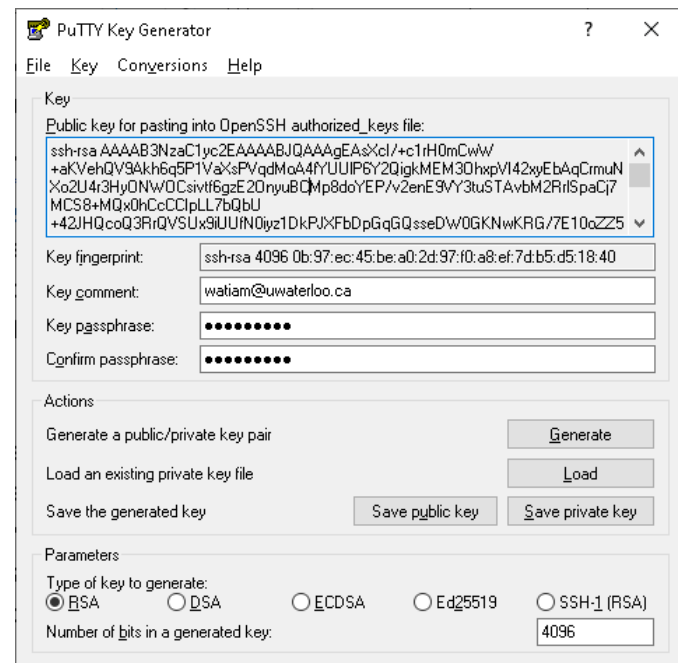 PuTTY Key Generator ? ×
File Key Conversions Help
Key
Public key for pasting into OpenSSH authorized_keys file:
ssh-rsa AAAAB3NzaC1yc2EAAAABJQAAAgEAsXcI/+c1rH0mCwW
+aKVehQV9Akh6q5P1VaXsPVqdMoA4fYUUIP6Y2QigkMEM3OhxpVI42xyEbAqCrmuN
Xo2U4r3HyONWOCsivtf6gzE2OnyuBCMp8doYEP/v2enE9VY3tuSTAvbM2RrlSpaCj7
MCS8+MQx0hCcCClpLL7bQbU
+42JHQcoQ3RrQVSUx9iUUfN0iyz1DkPJXFbDpGqGQsseDW0GKNwKRG/7E10oZZ5
Key fingerprint: ssh-rsa 4096 0b:97:ec:45:be:a0:2d:97:f0:a8:ef:7d:b5:d5:18:40
Key comment: watiam@uwaterloo.ca
Key passphrase: ●●●●●●●●●
Confirm passphrase: ●●●●●●●●●
Actions
Generate a public/private key pair Generate
Load an existing private key file Load
Save the generated key Save public key Save private key
Parameters
Type of key to generate:
RSA DSA ECDSA Ed25519 SSH-1 (RSA)
Number of bits in a generated key: 4096